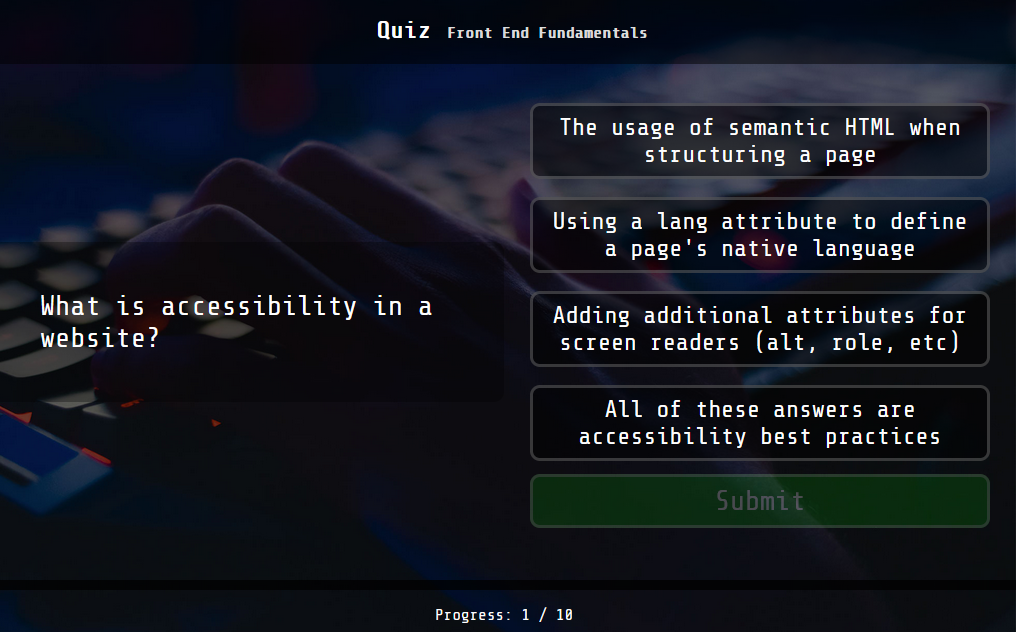 Quiz Front End Fundamentals
What is accessibility in a
website?
The usage of semantic HTML when
structuring a page
Using a lang attribute to define
a page's native language
Adding additional attributes for
screen readers (alt, role, etc)
All of these answers are
accessibility best practices
Submit
Progress: 1 / 10